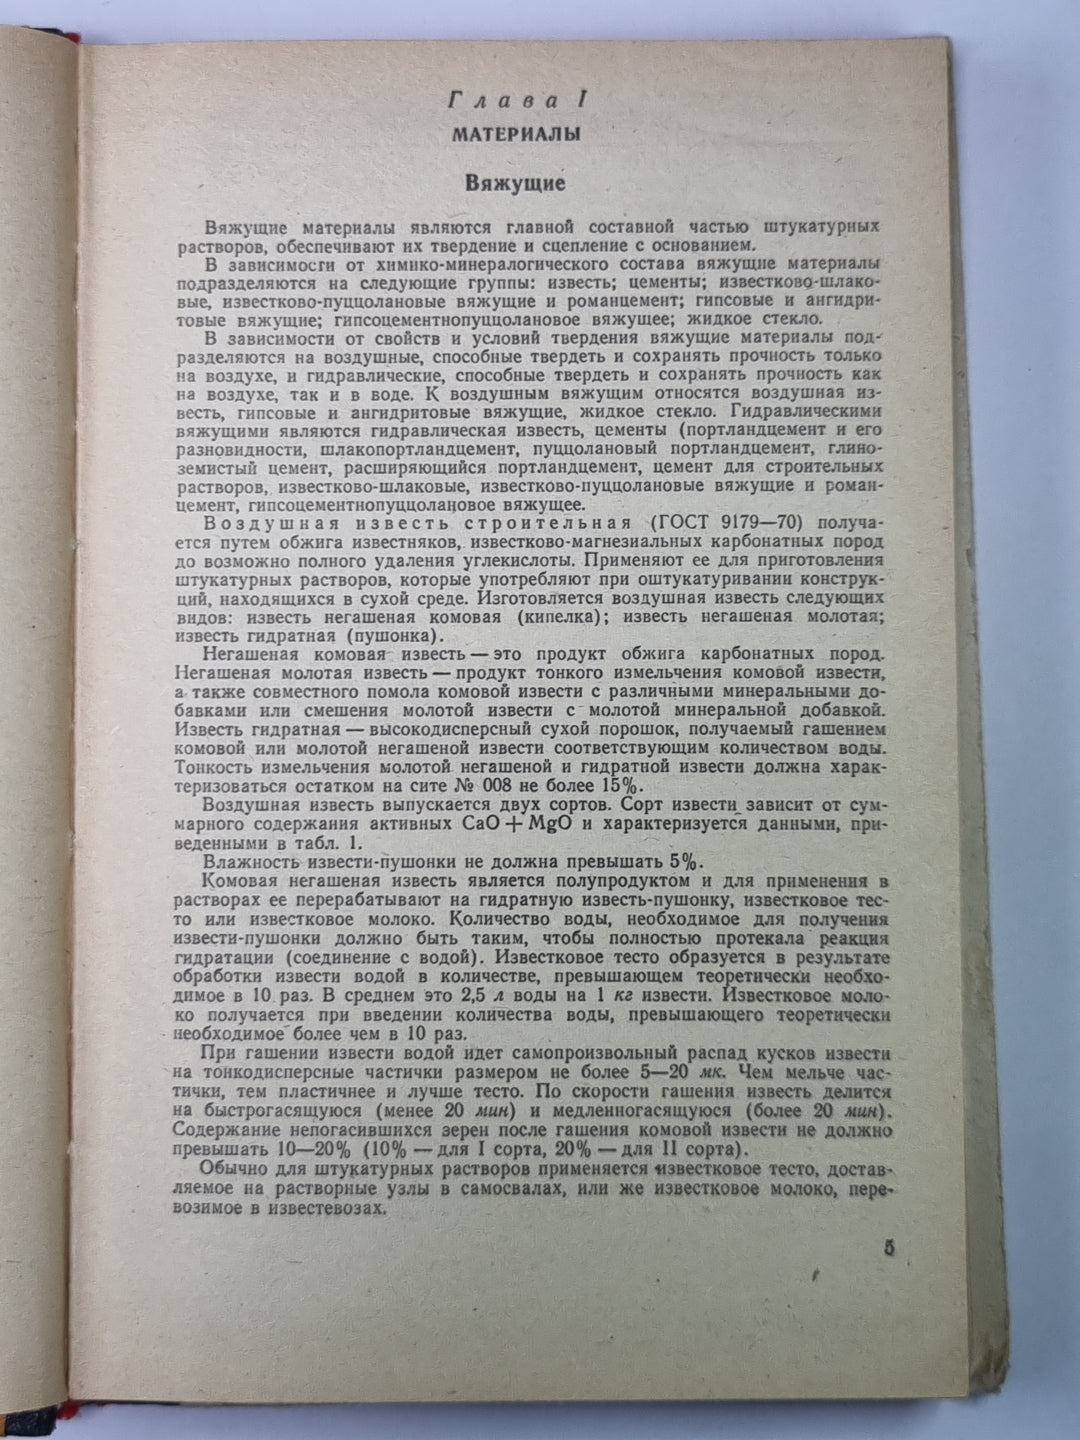 Глава I
МАТЕРИАЛЫ
Вяжущие
Вяжущие материалы являются главной составной частью штукатурных
растворов, обеспечивают их твердение и сцепление с основанием.
В зависимости от химико-минералогического состава вяжущие материалы
подразделяются на следующие группы: известь; цементы; известково-шлако-
вые, известково-пуццолановые вяжущие и романцемент; гипсовые и ангидри-
товые вяжущие; гипсоцементнопуццолановое вяжущее; жидкое стекло.
В зависимости от свойств и условий твердения вяжущие материалы под-
разделяются на воздушные, способные твердеть и сохранять прочность только
на воздухе, и гидравлические, способные твердеть и сохранять прочность как
на воздухе, так и в воде. К воздушным вяжущим относятся воздушная из-
весть, гипсовые и ангидритовые вяжущие, жидкое стекло. Гидравлическими
вяжущими являются гидравлическая известь, цементы (портландцемент и его
разновидности, шлакопортландцемент, пуццолановый портландцемент, глино-
земистый цемент, расширяющийся портландцемент, цемент для строительных
растворов, известково-шлаковые, известково-пуццолановые вяжущие и роман-
цемент, гипсоцементнопуццолановое вяжущее.
Воздушная известь строительная (ГОСТ 9179—70) получа-
ется путем обжига известняков, известково-магнезиальных карбонатных пород
до возможно полного удаления углекислоты. Применяют ее для приготовления
штукатурных растворов, которые употребляют при оштукатуривании конструк-
ций, находящихся в сухой среде. Изготовляется воздушная известь следующих
видов: известь негашеная комовая (кипелка); известь негашеная молотая;
известь гидратная (пушонка).
Негашеная комовая известь — это продукт обжига карбонатных пород.
Негашеная молотая известь — продукт тонкого измельчения комовой извести,
а также совместного помола комовой извести с различными минеральными до-
бавками или смешения молотой извести с молотой минеральной добавкой.
Известь гидратная — высокодисперсный сухой порошок, получаемый гашением
комовой или молотой негашеной извести соответствующим количеством воды.
Тонкость измельчения молотой негашеной и гидратной извести должна харак-
теризоваться остатком на сите № 008 не более 15%.
Воздушная известь выпускается двух сортов. Сорт извести зависит от сум-
марного содержания активных CaO + MgO и характеризуется данными, при-
веденными в табл. 1.
Влажность извести-пушонки не должна превышать 5%.
Комовая негашеная известь является полупродуктом и для применения в
растворах ее перерабатывают на гидратную известь-пушонку, известковое тес-
то или известковое молоко. Количество воды, необходимое для получения
извести-пушонки должно быть таким, чтобы полностью протекала реакция
гидратации (соединение с водой). Известковое тесто образуется в результате
обработки извести водой в количестве, превышающем теоретически необхо-
димое в 10 раз. В среднем это 2,5 л воды на 1 кг извести. Известковое моло-
ко получается при введении количества воды, превышающего теоретически
необходимое более чем в 10 раз.
При гашении извести водой идет самопроизвольный распад кусков извести
на тонкодисперсные частички размером не более 5—20 мк. Чем мельче час-
тички, тем пластичнее и лучше тесто. По скорости гашения известь делится
на быстрогасящуюся (менее 20 мин) и медленногасящуюся (более 20 мин).
Содержание непогасившихся зерен после гашения комовой извести не должно
превышать 10—20% (10% — для I сорта, 20% — для II сорта).
Обычно для штукатурных растворов применяется известковое тесто, достав-
ляемое на растворные узлы в самосвалах, или же известковое молоко, пере-
возимое в известевозах.
5